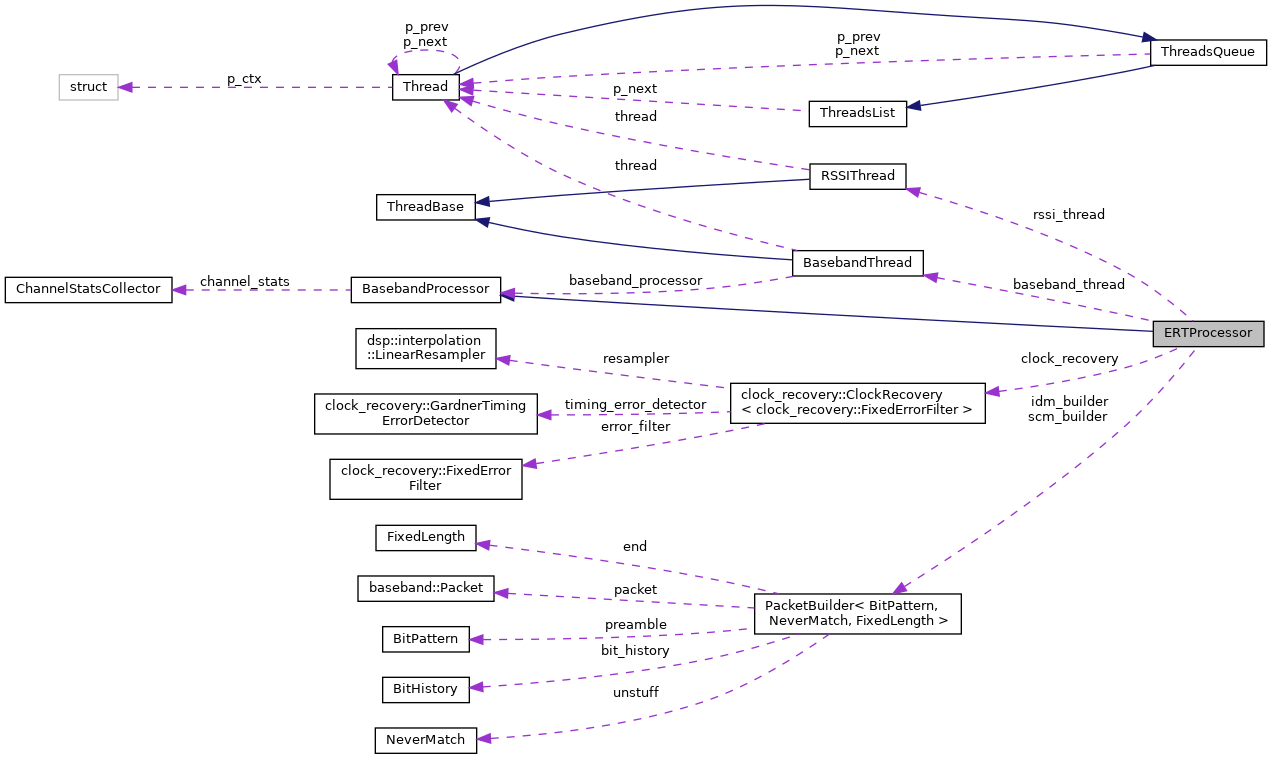 p_prev
p_next
p_prev
p_next
ThreadsQueue
struct
p_ctx
Thread
p_next
ThreadsList
thread
thread
RSSIThread
ThreadBase
rssi_thread
BasebandThread
ChannelStatsCollector
channel_stats
BasebandProcessor
baseband_processor
baseband_thread
ERTProcessor
dsp::interpolation
::LinearResampler
resampler
clock_recovery
clock_recovery::ClockRecovery
< clock_recovery::FixedErrorFilter >
clock_recovery::GardnerTiming
ErrorDetector
timing_error_detector
error_filter
idm_builder
scm_builder
clock_recovery::FixedError
Filter
FixedLength
end
baseband::Packet
packet
PacketBuilder< BitPattern,
NeverMatch, FixedLength >
BitPattern
preamble
bit_history
BitHistory
unstuff
NeverMatch